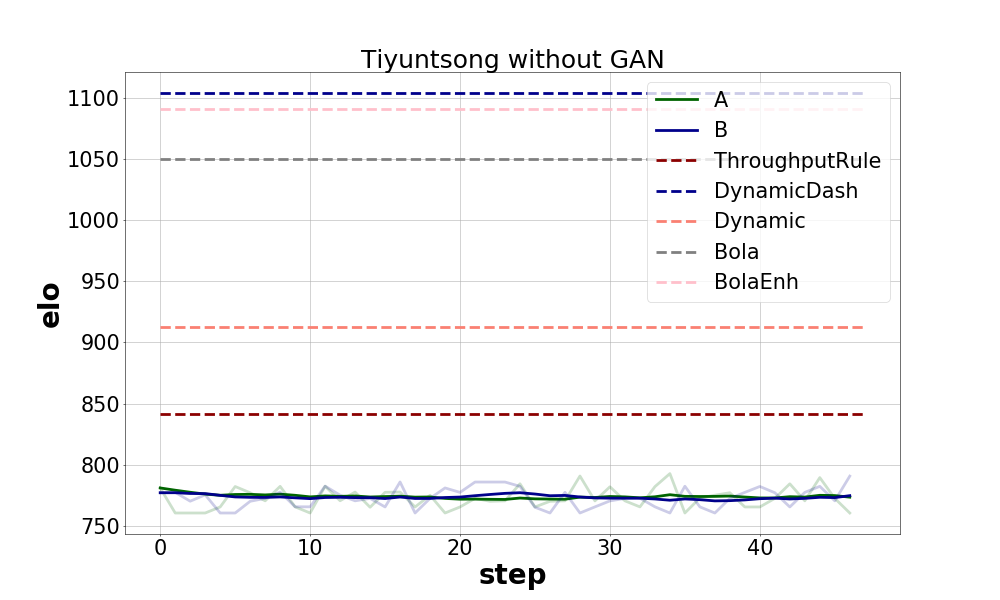 Tiyuntsong without GAN
1100
1050
1000
950
900
850
800
750
elo
A
B
ThroughputRule
DynamicDash
Dynamic
Bola
BolaEnh
0
10
20
30
40
step